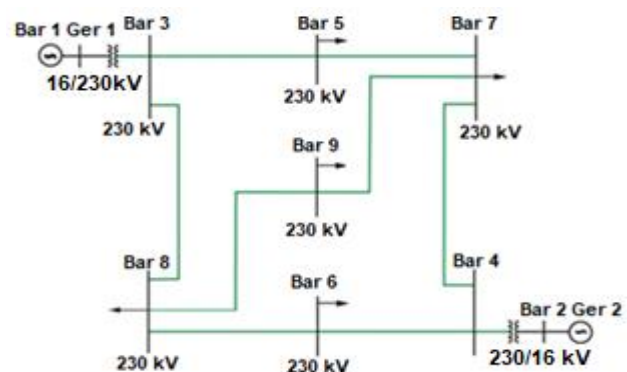 Bar 3
Bar 5
Bar 7
Bar 1 Ger 1
16/230kV
230 kV
230 kV
230 kV
Bar 9
230 kV
Bar 8
Bar 6
Bar 4
Bar 2 Ger 2
230 kV
230 kV
230/16 kV